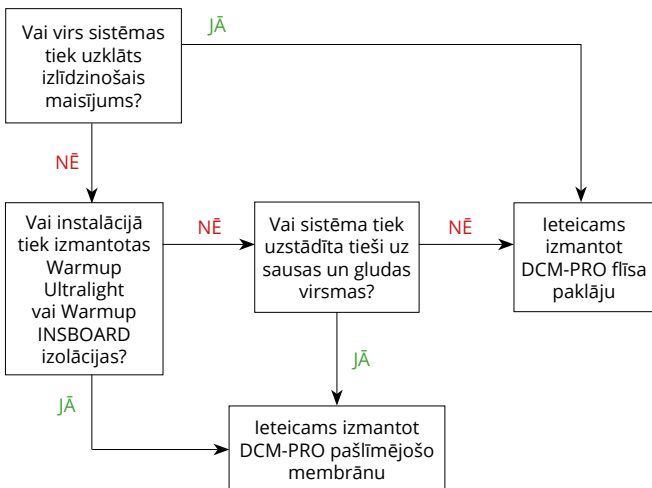 Vai virs sistēmas
tiek uzklāts
izlīdzinošais
maisījums?
JĀ
NĒ
Vai instalācijā
tiek izmantotas
Warmup
Ultralight
vai Warmup
INSBOARD
izolācijas?
NĒ
Vai sistēma tiek
uzstādīta tieši uz
sausas un gludas
virsmas?
NĒ
Ieteicams
izmantot
DCM-PRO flīsa
paklāju
JĀ
JĀ
Ieteicams izmantot
DCM-PRO pašlīmējošo
membrānu